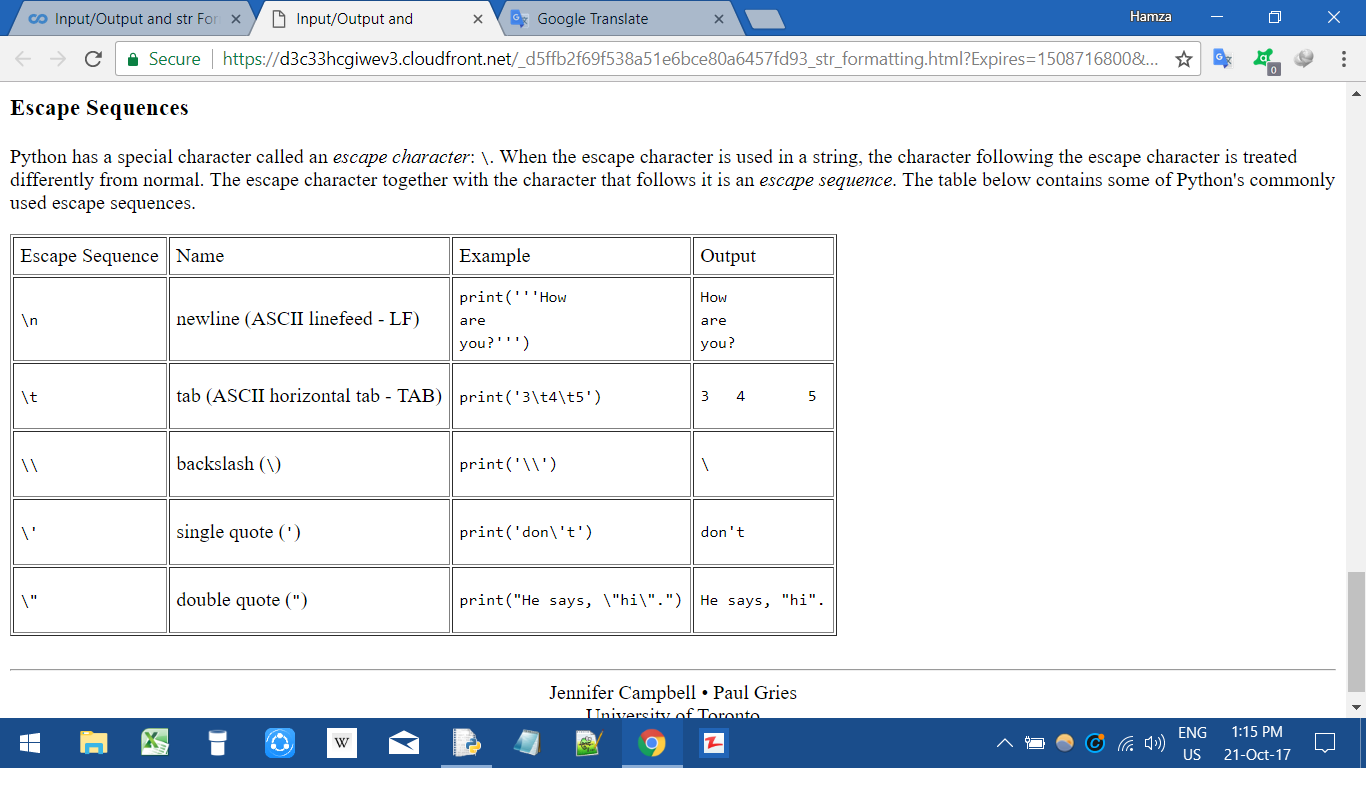 Input/Output and str For
Input/Output and
Google Translate
Hamza
Secure
https://d3c33hcgiwev3.cloudfront.net/_d5ffb2f69f538a51e6bce80a6457fd93_str_formatting.html?Expires=1508716800&...
0
Escape Sequences
Python has a special character called an escape character: \. When the escape character is used in a string, the character following the escape character is treated
differently from normal. The escape character together with the character that follows it is an escape sequence. The table below contains some of Python's commonly
used escape sequences.
Escape Sequence Name Example Output
\n newline (ASCII linefeed - LF) print('''How How
are are
you?''') you?
\t tab (ASCII horizontal tab - TAB) print('3\t4\t5') 3 4 5
\\ backslash (\) print('\\') \
\' single quote (') print('don\'t') don't
\" double quote (") print("He says, \"hi\".") He says, "hi".
Jennifer Campbell • Paul Gries
University of Toronto
W
ENG
US
1:15 PM
21-Oct-17